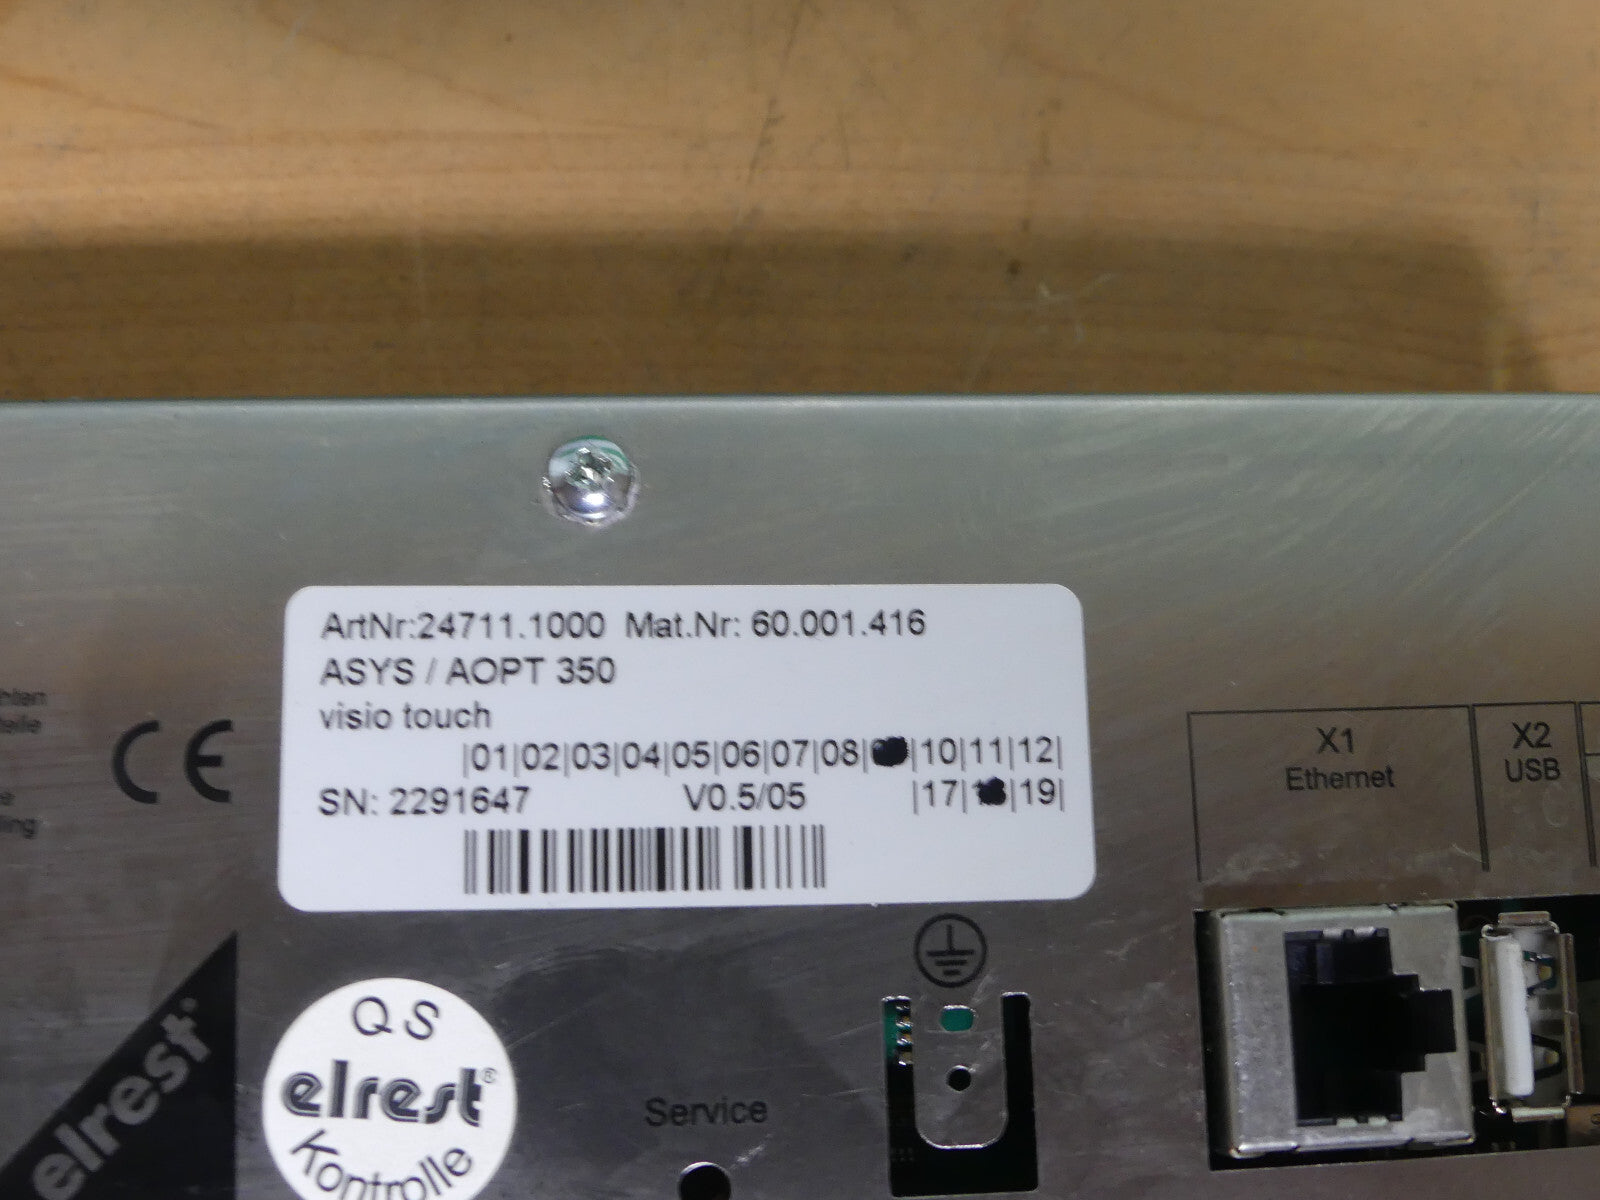 ArtNr:24711.1000 Mat.Nr: 60.001.416
ASYS / AOPT 350
visio touch
|01|02|03|04|05|06|07|08| |10|11|12|
SN: 2291647 V0.5/05 |17| |19|
CE
X1
Ethernet
X2
USB
QS
elrest®
Kontrolle
elrest
Service